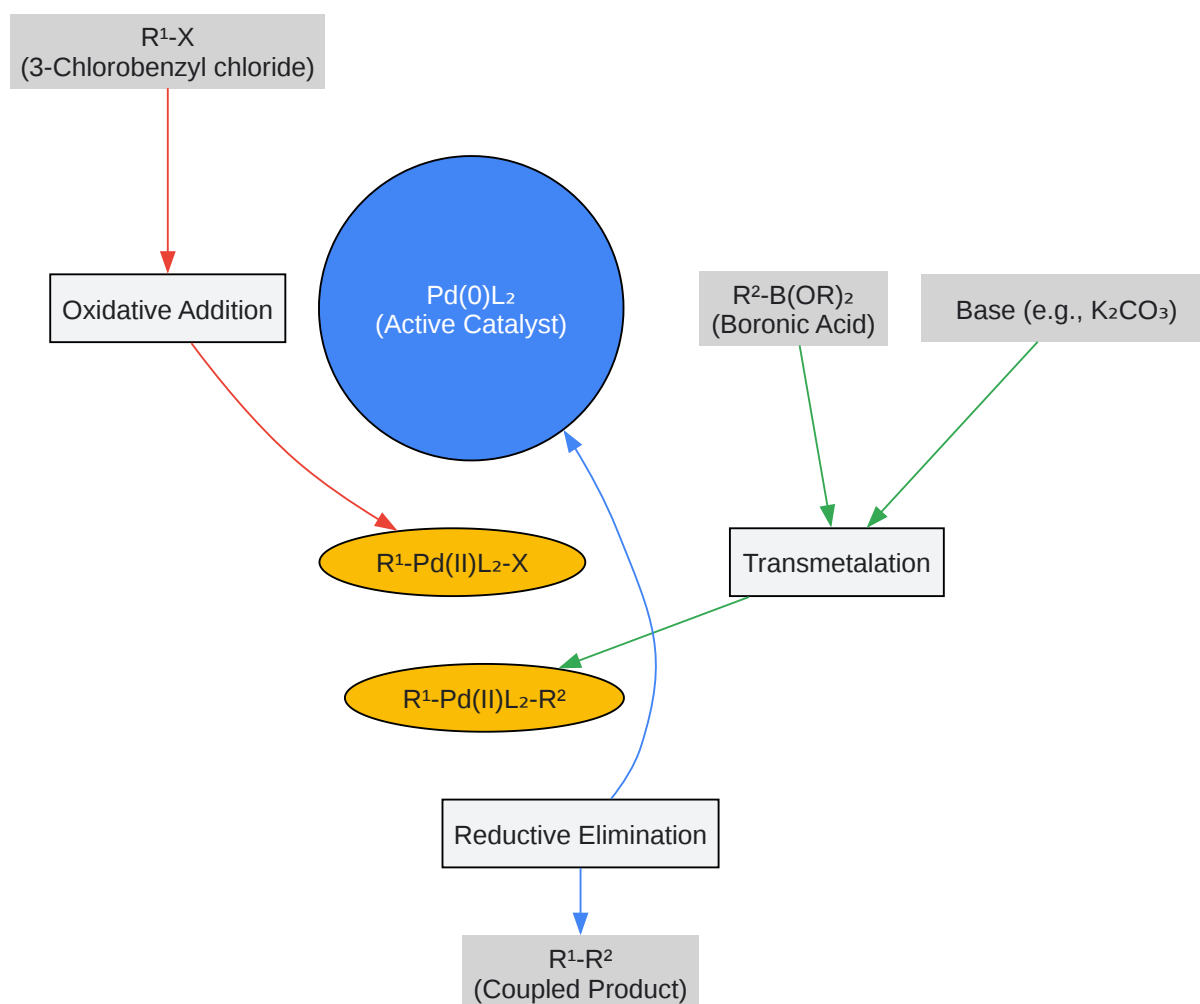 R¹-X
(3-Chlorobenzyl chloride)
Oxidative Addition
Pd(0)L₂
(Active Catalyst)
R²-B(OR)₂
(Boronic Acid)
Base (e.g., K₂CO₃)
R¹-Pd(II)L₂-X
Transmetalation
R¹-Pd(II)L₂-R²
Reductive Elimination
R¹-R²
(Coupled Product)